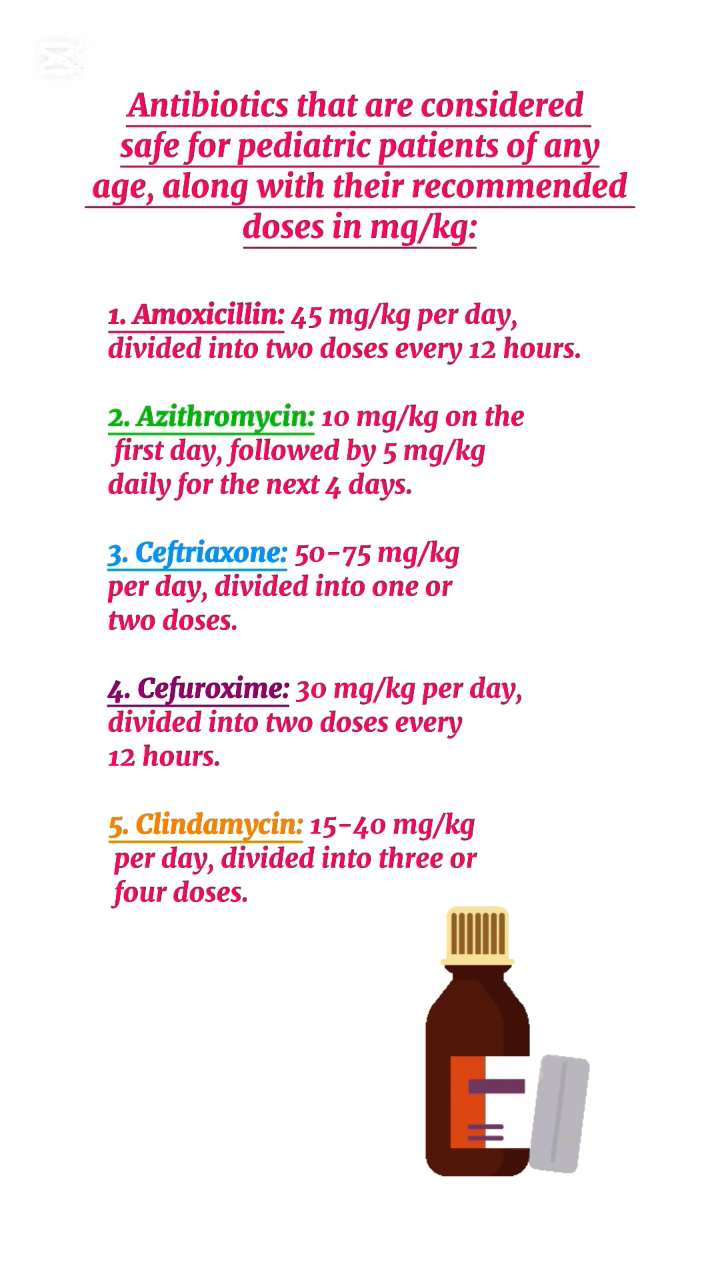 Antibiotics that are considered
safe for pediatric patients of any
age, along with their recommended
doses in mg/kg:
1. Amoxicillin: 45 mg/kg per day,
divided into two doses every 12 hours.
2. Azithromycin: 10 mg/kg on the
first day, followed by 5 mg/kg
daily for the next 4 days.
3. Ceftriaxone: 50-75 mg/kg
per day, divided into one or
two doses.
4. Cefuroxime: 30 mg/kg per day,
divided into two doses every
12 hours.
5. Clindamycin: 15-40 mg/kg
per day, divided into three or
four doses.